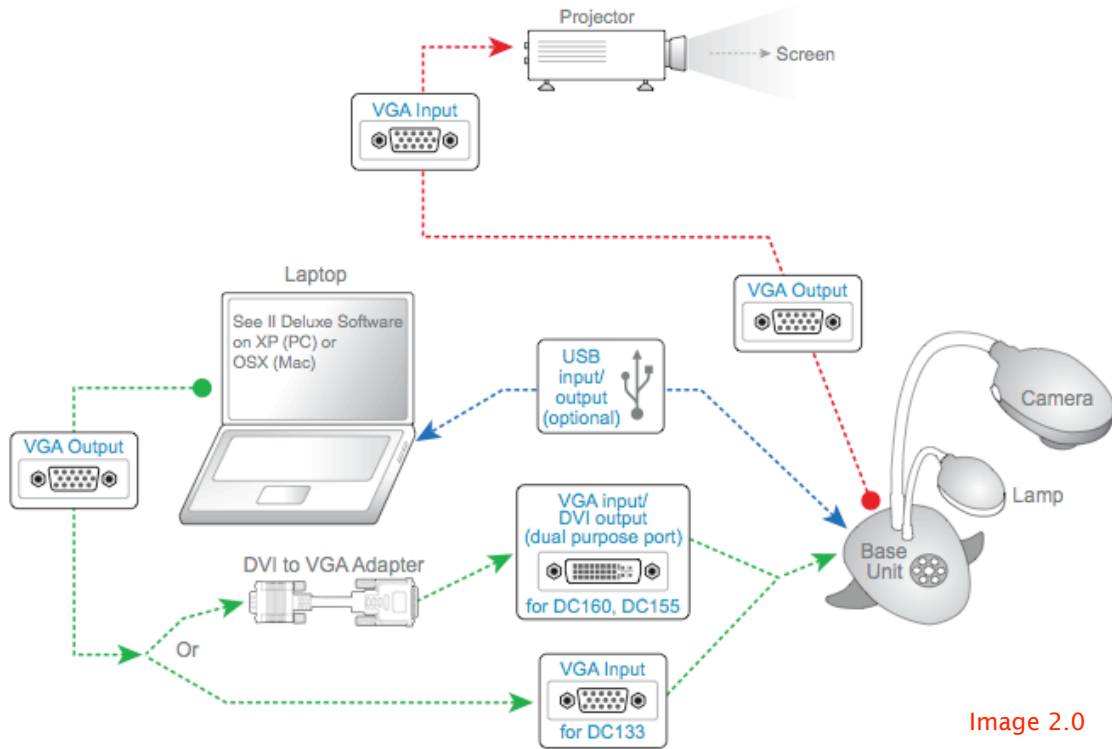 Projector
Screen
VGA Input
VGA Output
Laptop
See II Deluxe Software
on XP (PC) or
OSX (Mac)
USB
input/
output
(optional)
Camera
VGA Output
Lamp
VGA input/
DVI output
(dual purpose port)
for DC160, DC155
Base
Unit
DVI to VGA Adapter
Or
VGA Input
for DC133
Image 2.0